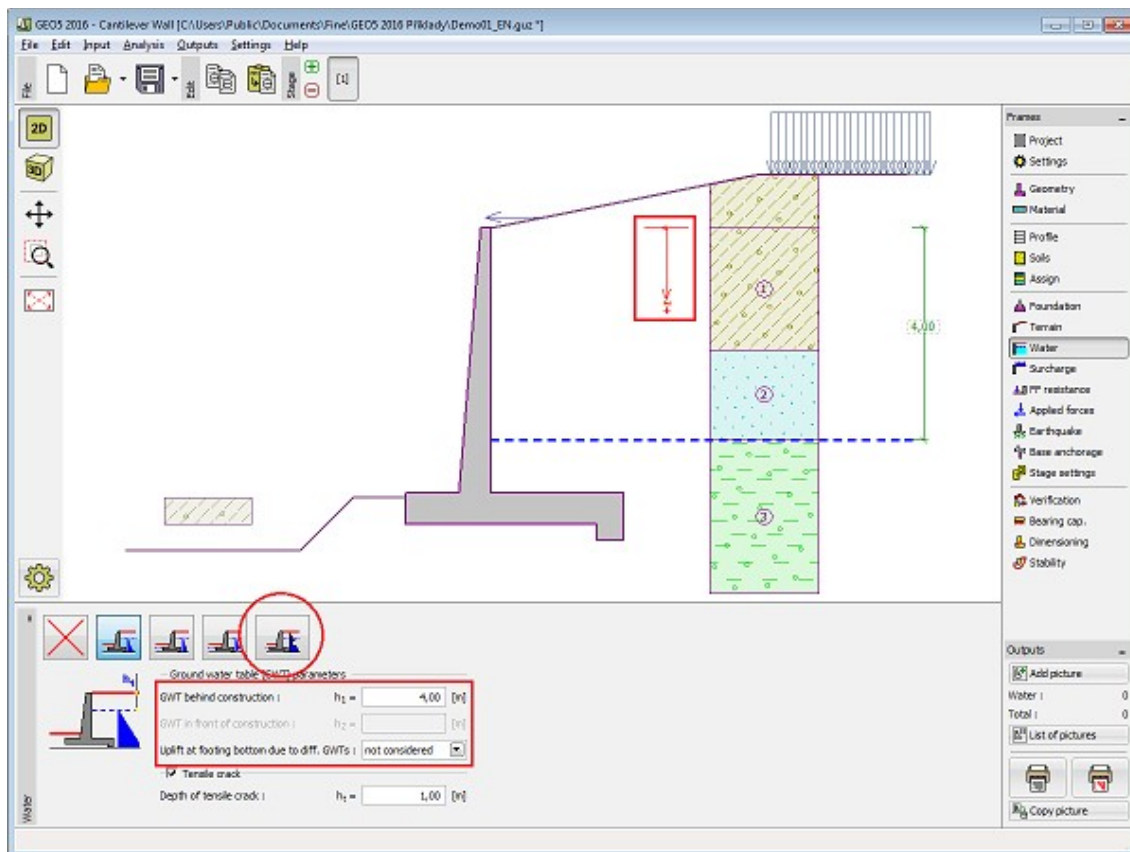 GEO5 2016 - Cantilever Wall [C:\Users\Public\Documents\Fine\GEO5 2016 Příklady\Demo01_EN.guz *]
File Edit Input Analysis Outputs Settings Help
File
Edit
Stage
[1]
2D
3D
Frames
Project
Settings
Geometry
Material
Profile
Soils
Assign
Foundation
Terrain
Water
Surcharge
FF resistance
Applied forces
Earthquake
Base anchorage
Stage settings
Verification
Bearing cap.
Dimensioning
Stability
1
2
3
4,00
+z
Water
Ground water table [GWT] parameters
h1
GWT behind construction : h1 = 4,00 [m]
GWT in front of construction : h2 = [m]
Uplift at footing bottom due to diff. GWTs : not considered
Tensile crack
Depth of tensile crack : ht = 1,00 [m]
Outputs
Add picture
Water : 0
Total : 0
List of pictures
Copy picture